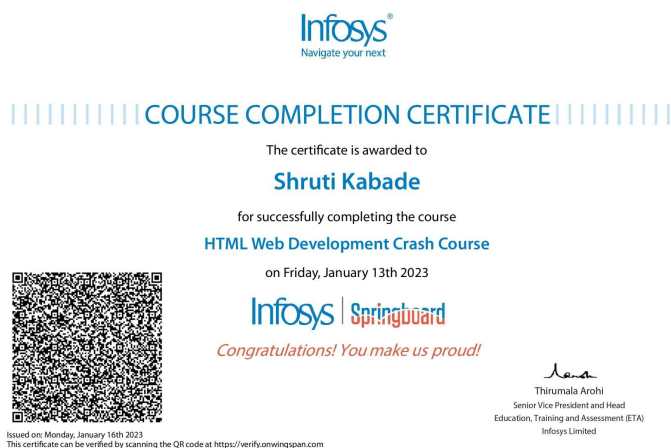 Infosys®
Navigate your next
COURSE COMPLETION CERTIFICATE
The certificate is awarded to
Shruti Kabade
for successfully completing the course
HTML Web Development Crash Course
on Friday, January 13th 2023
Infosys | Springboard
Congratulations! You make us proud!
Thirumala Arohi
Senior Vice President and Head
Education, Training and Assessment (ETA)
Infosys Limited
Issued on: Monday, January 16th 2023
This certificate can be verified by scanning the QR code at https://verify.onwingspan.com